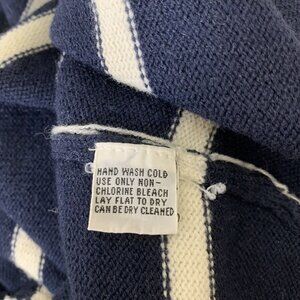 HAND WASH COLD
USE ONLY NON-
CHLORINE BLEACH
LAY FLAT TO DRY
CAN BE DRY CLEANED